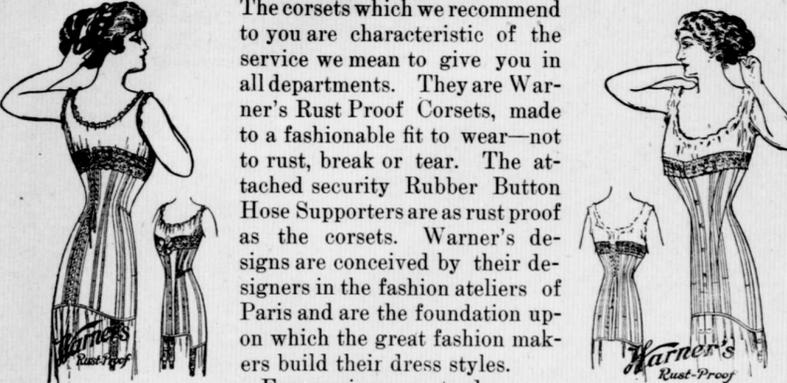 The corsets which we recommend
to you are characteristic of the
service we mean to give you in
all departments. They are War-
ner's Rust Proof Corsets, made
to a fashionable fit to wear—not
to rust, break or tear. The at-
tached security Rubber Button
Hose Supporters are as rust proof
as the corsets. Warner's de-
signs are conceived by their de-
signers in the fashion ateliers of
Paris and are the foundation up-
on which the great fashion mak-
ers build their dress styles.
Warner's
Rust-Proof
Warner's
Rust-Proof